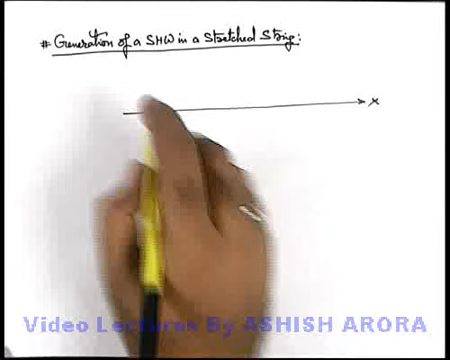 # Generation of a SHW in a Stretched String:
x
Video Lectures By ASHISH ARORA